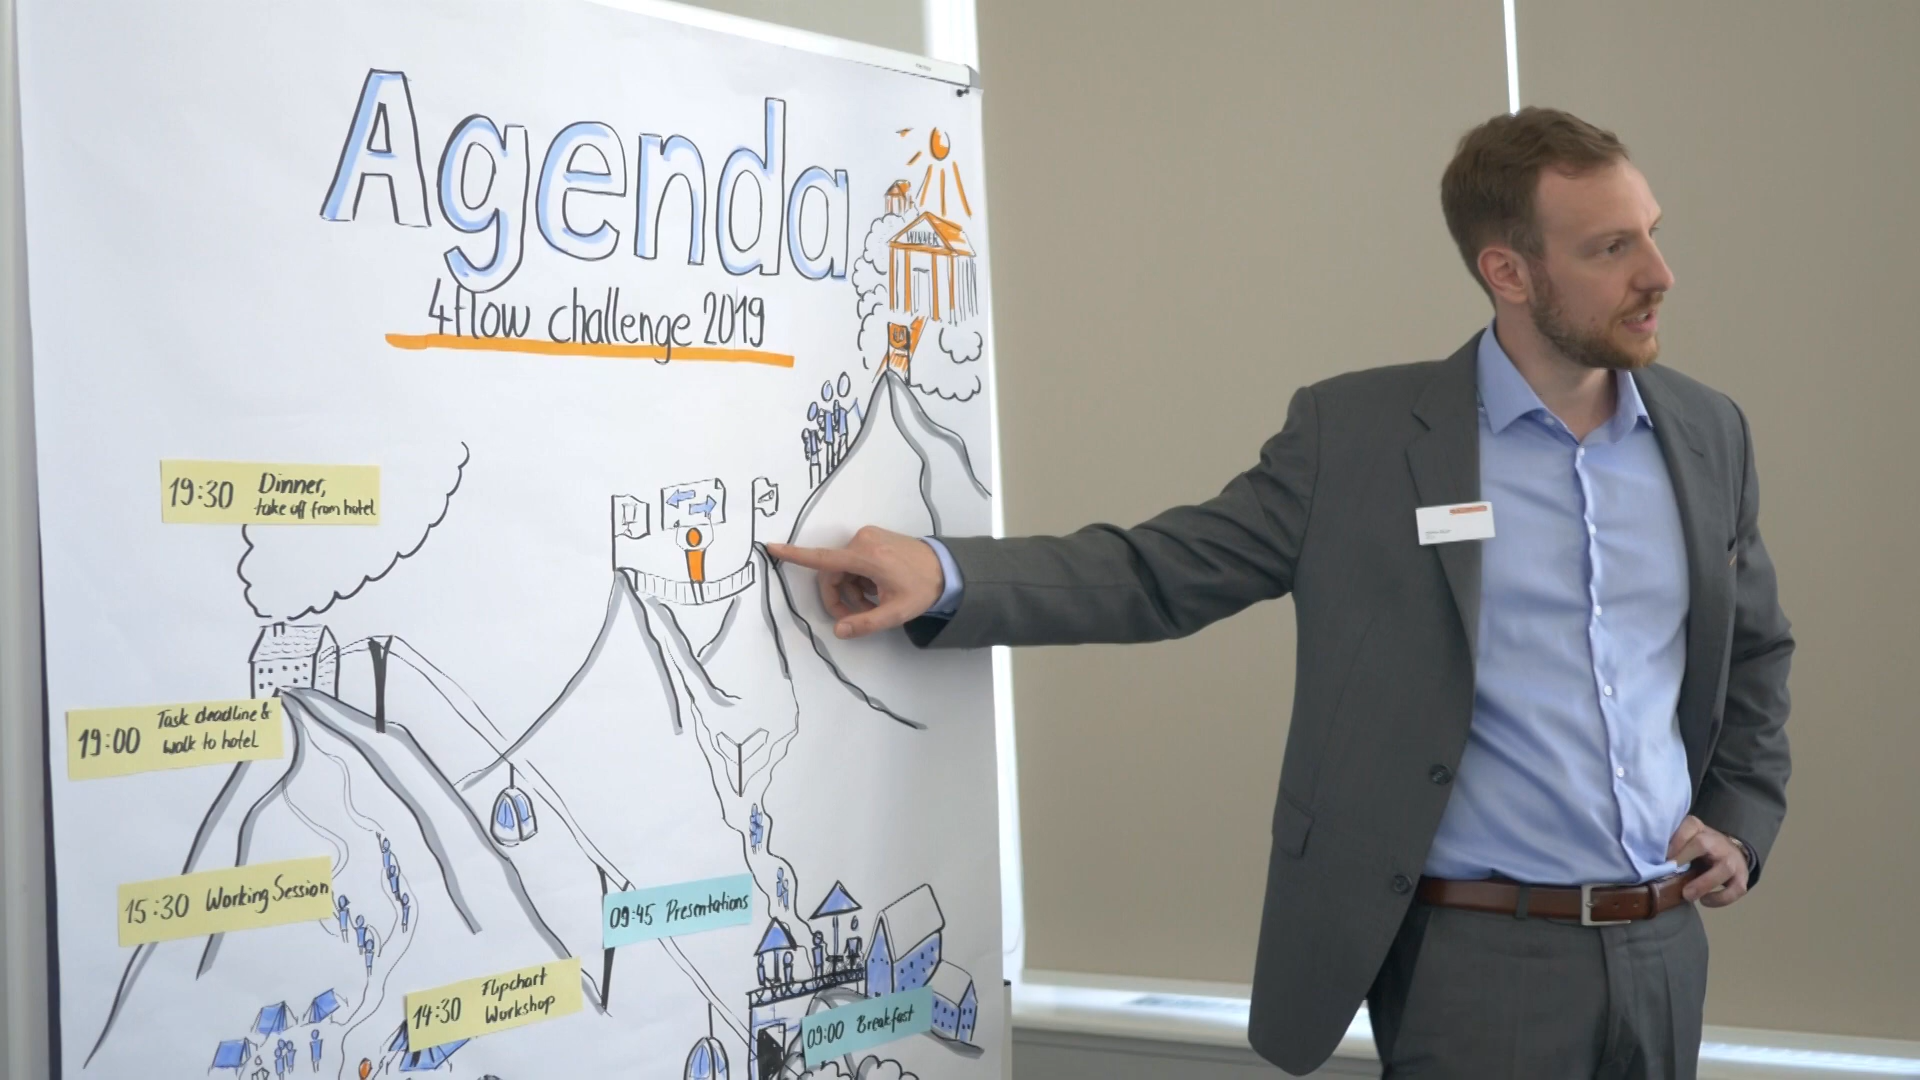 Agenda
4flow challenge 2019
WINNER
19:30 Dinner,
take off from hotel
19:00 Task deadline &
walk to hotel
15:30 Working Session
09:45 Presentations
14:30 Flipchart
Workshop
09:00 Breakfast